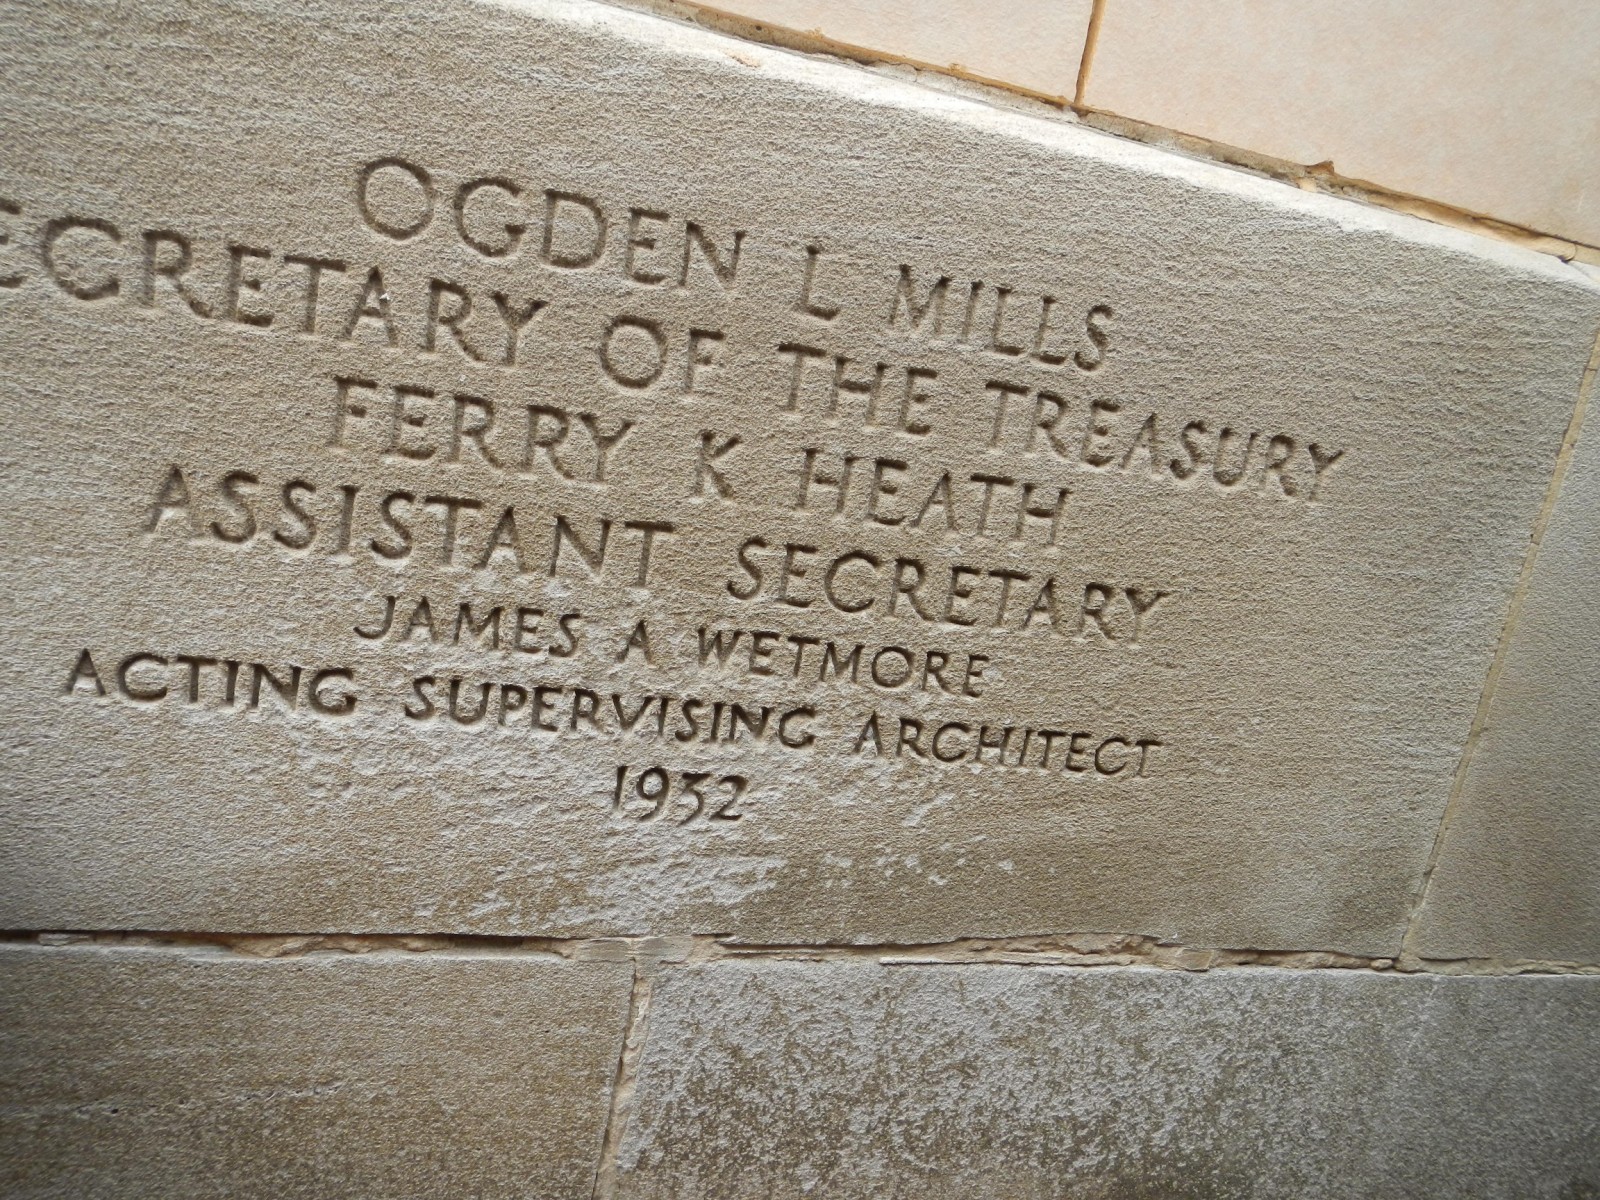 OGDEN L MILLS
ECRETARY OF THE TREASURY
FERRY K HEATH
ASSISTANT SECRETARY
JAMES A WETMORE
ACTING SUPERVISING ARCHITECT
1932